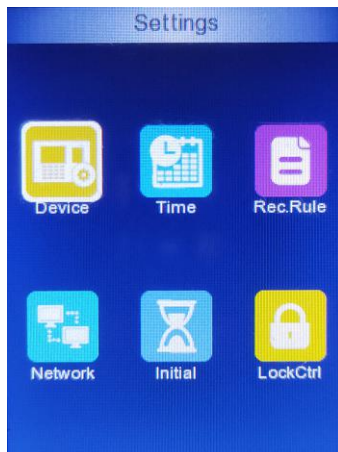 Settings
Device
Time
Rec.Rule
Network
Initial
LockCtrl